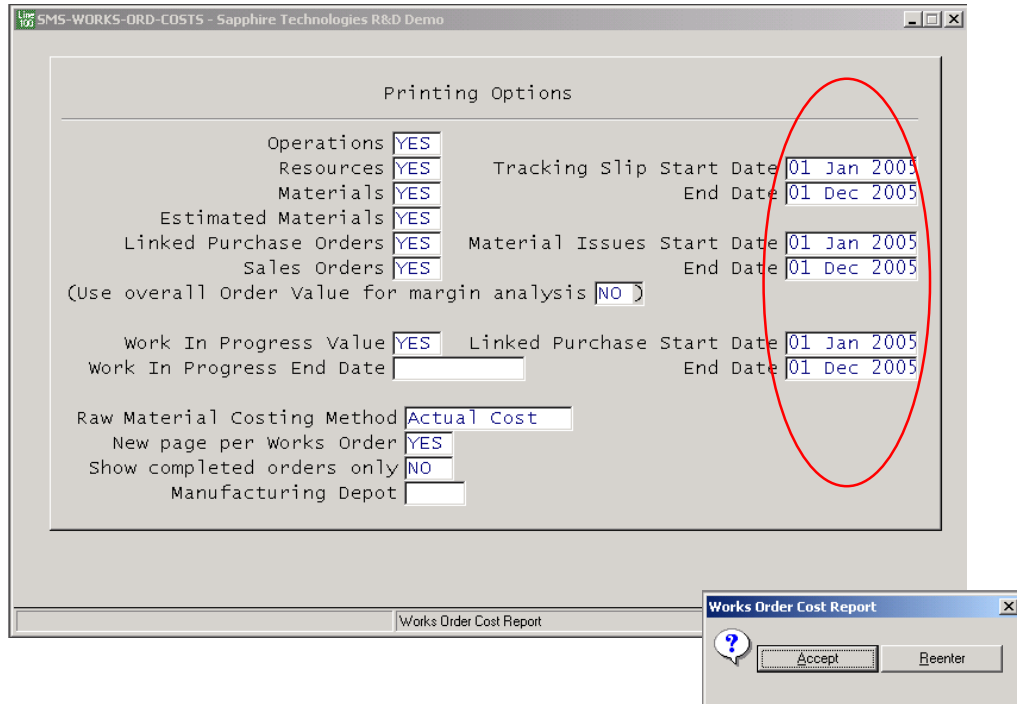 Line 100 SMS-WORKS-ORD-COSTS - Sapphire Technologies R&D Demo
Printing Options
Operations YES
Resources YES Tracking Slip Start Date 01 Jan 2005
Materials YES End Date 01 Dec 2005
Estimated Materials YES
Linked Purchase Orders YES Material Issues Start Date 01 Jan 2005
Sales Orders YES End Date 01 Dec 2005
(Use overall Order Value for margin analysis NO )
Work In Progress Value YES Linked Purchase Start Date 01 Jan 2005
Work In Progress End Date End Date 01 Dec 2005
Raw Material Costing Method Actual Cost
New page per Works Order YES
Show completed orders only NO
Manufacturing Depot
Works Order Cost Report
Works Order Cost Report
Accept Reenter